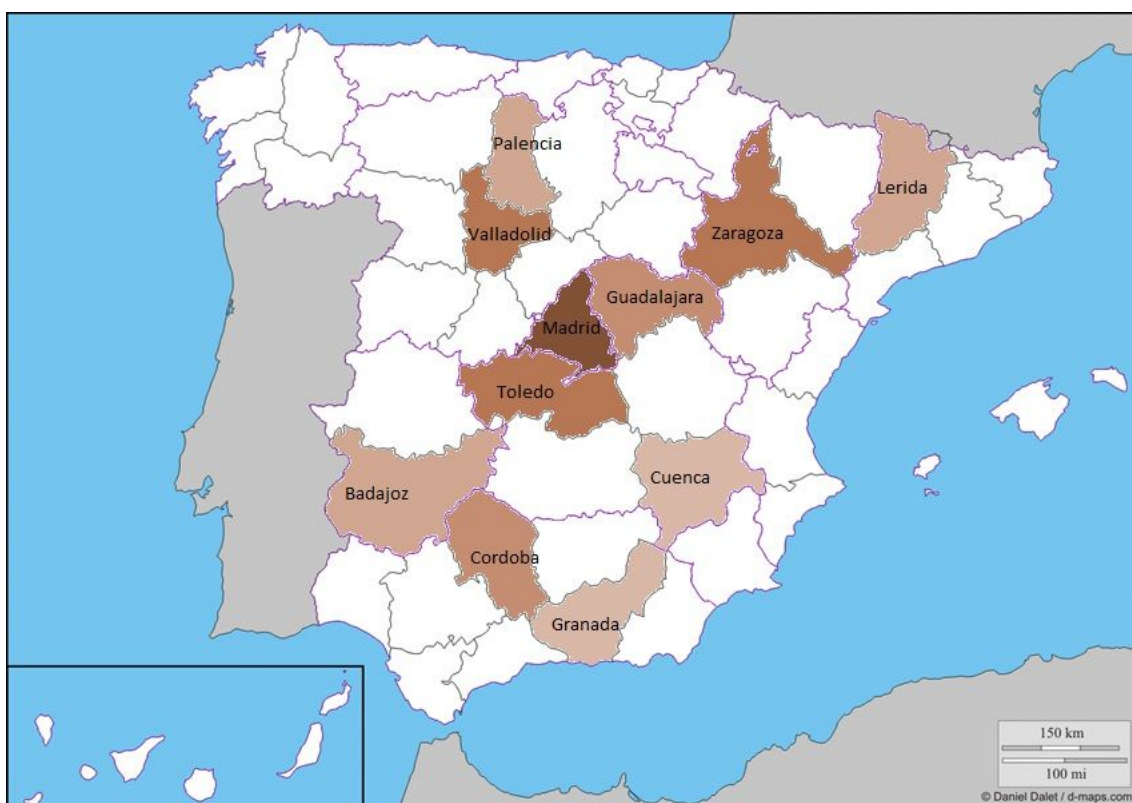 Palencia
Lerida
Valladolid
Zaragoza
Guadalajara
Madrid
Toledo
Cuenca
Badajoz
Cordoba
Granada
150 km
100 mi
© Daniel Dalet / d-maps.com